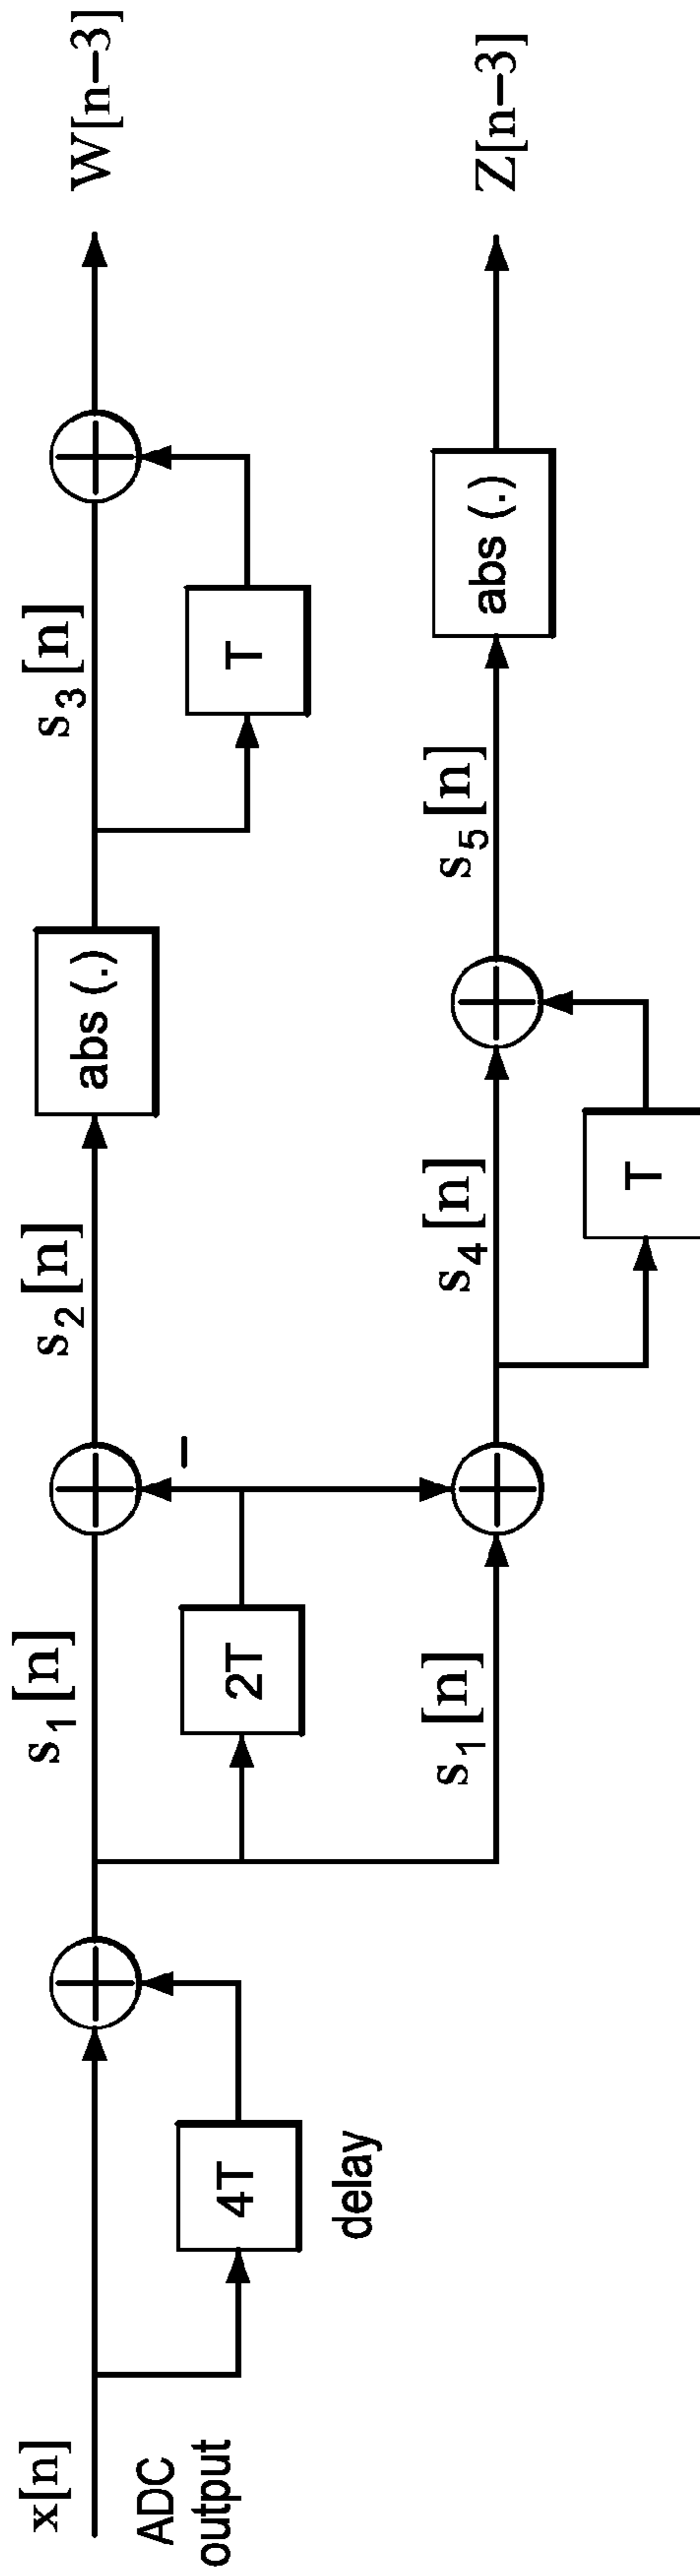 x[n]
ADC
output
4T
delay
s1[n]
2T
s1[n]
−
s2[n]
s4[n]
T
abs (.)
s3[n]
s5[n]
T
abs (.)
W[n−3]
Z[n−3]